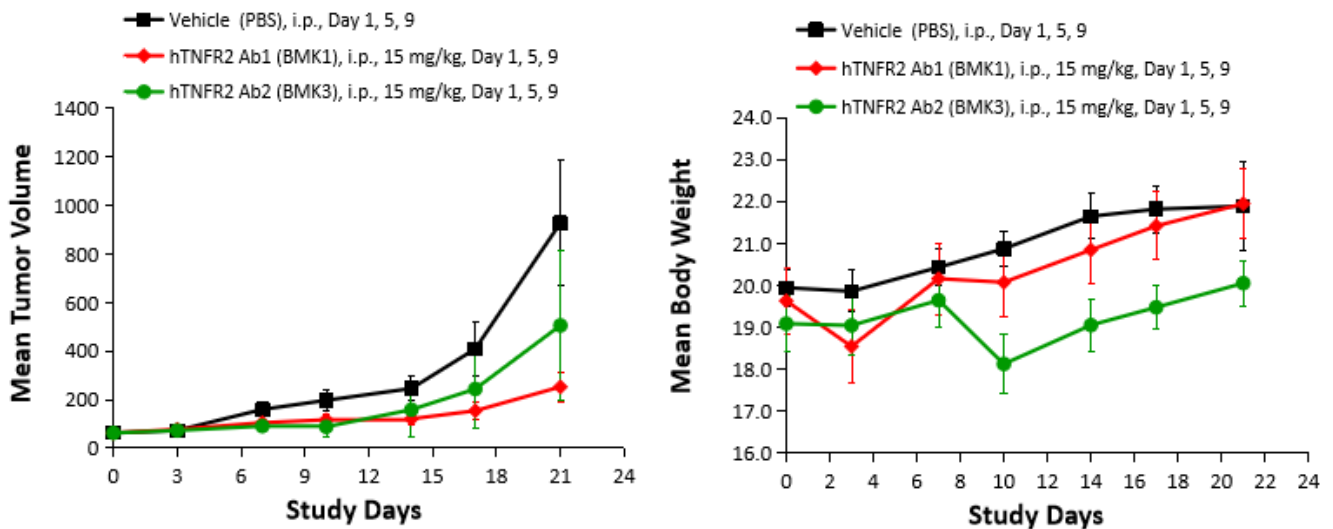 Vehicle (PBS), i.p., Day 1, 5, 9
hTNFR2 Ab1 (BMK1), i.p., 15 mg/kg, Day 1, 5, 9
hTNFR2 Ab2 (BMK3), i.p., 15 mg/kg, Day 1, 5, 9
1400
1200
1000
800
600
400
200
0
Mean Tumor Volume
0 3 6 9 12 15 18 21 24
Study Days
Vehicle (PBS), i.p., Day 1, 5, 9
hTNFR2 Ab1 (BMK1), i.p., 15 mg/kg, Day 1, 5, 9
hTNFR2 Ab2 (BMK3), i.p., 15 mg/kg, Day 1, 5, 9
24.0
23.0
22.0
21.0
20.0
19.0
18.0
17.0
16.0
Mean Body Weight
0 2 4 6 8 10 12 14 16 18 20 22 24
Study Days